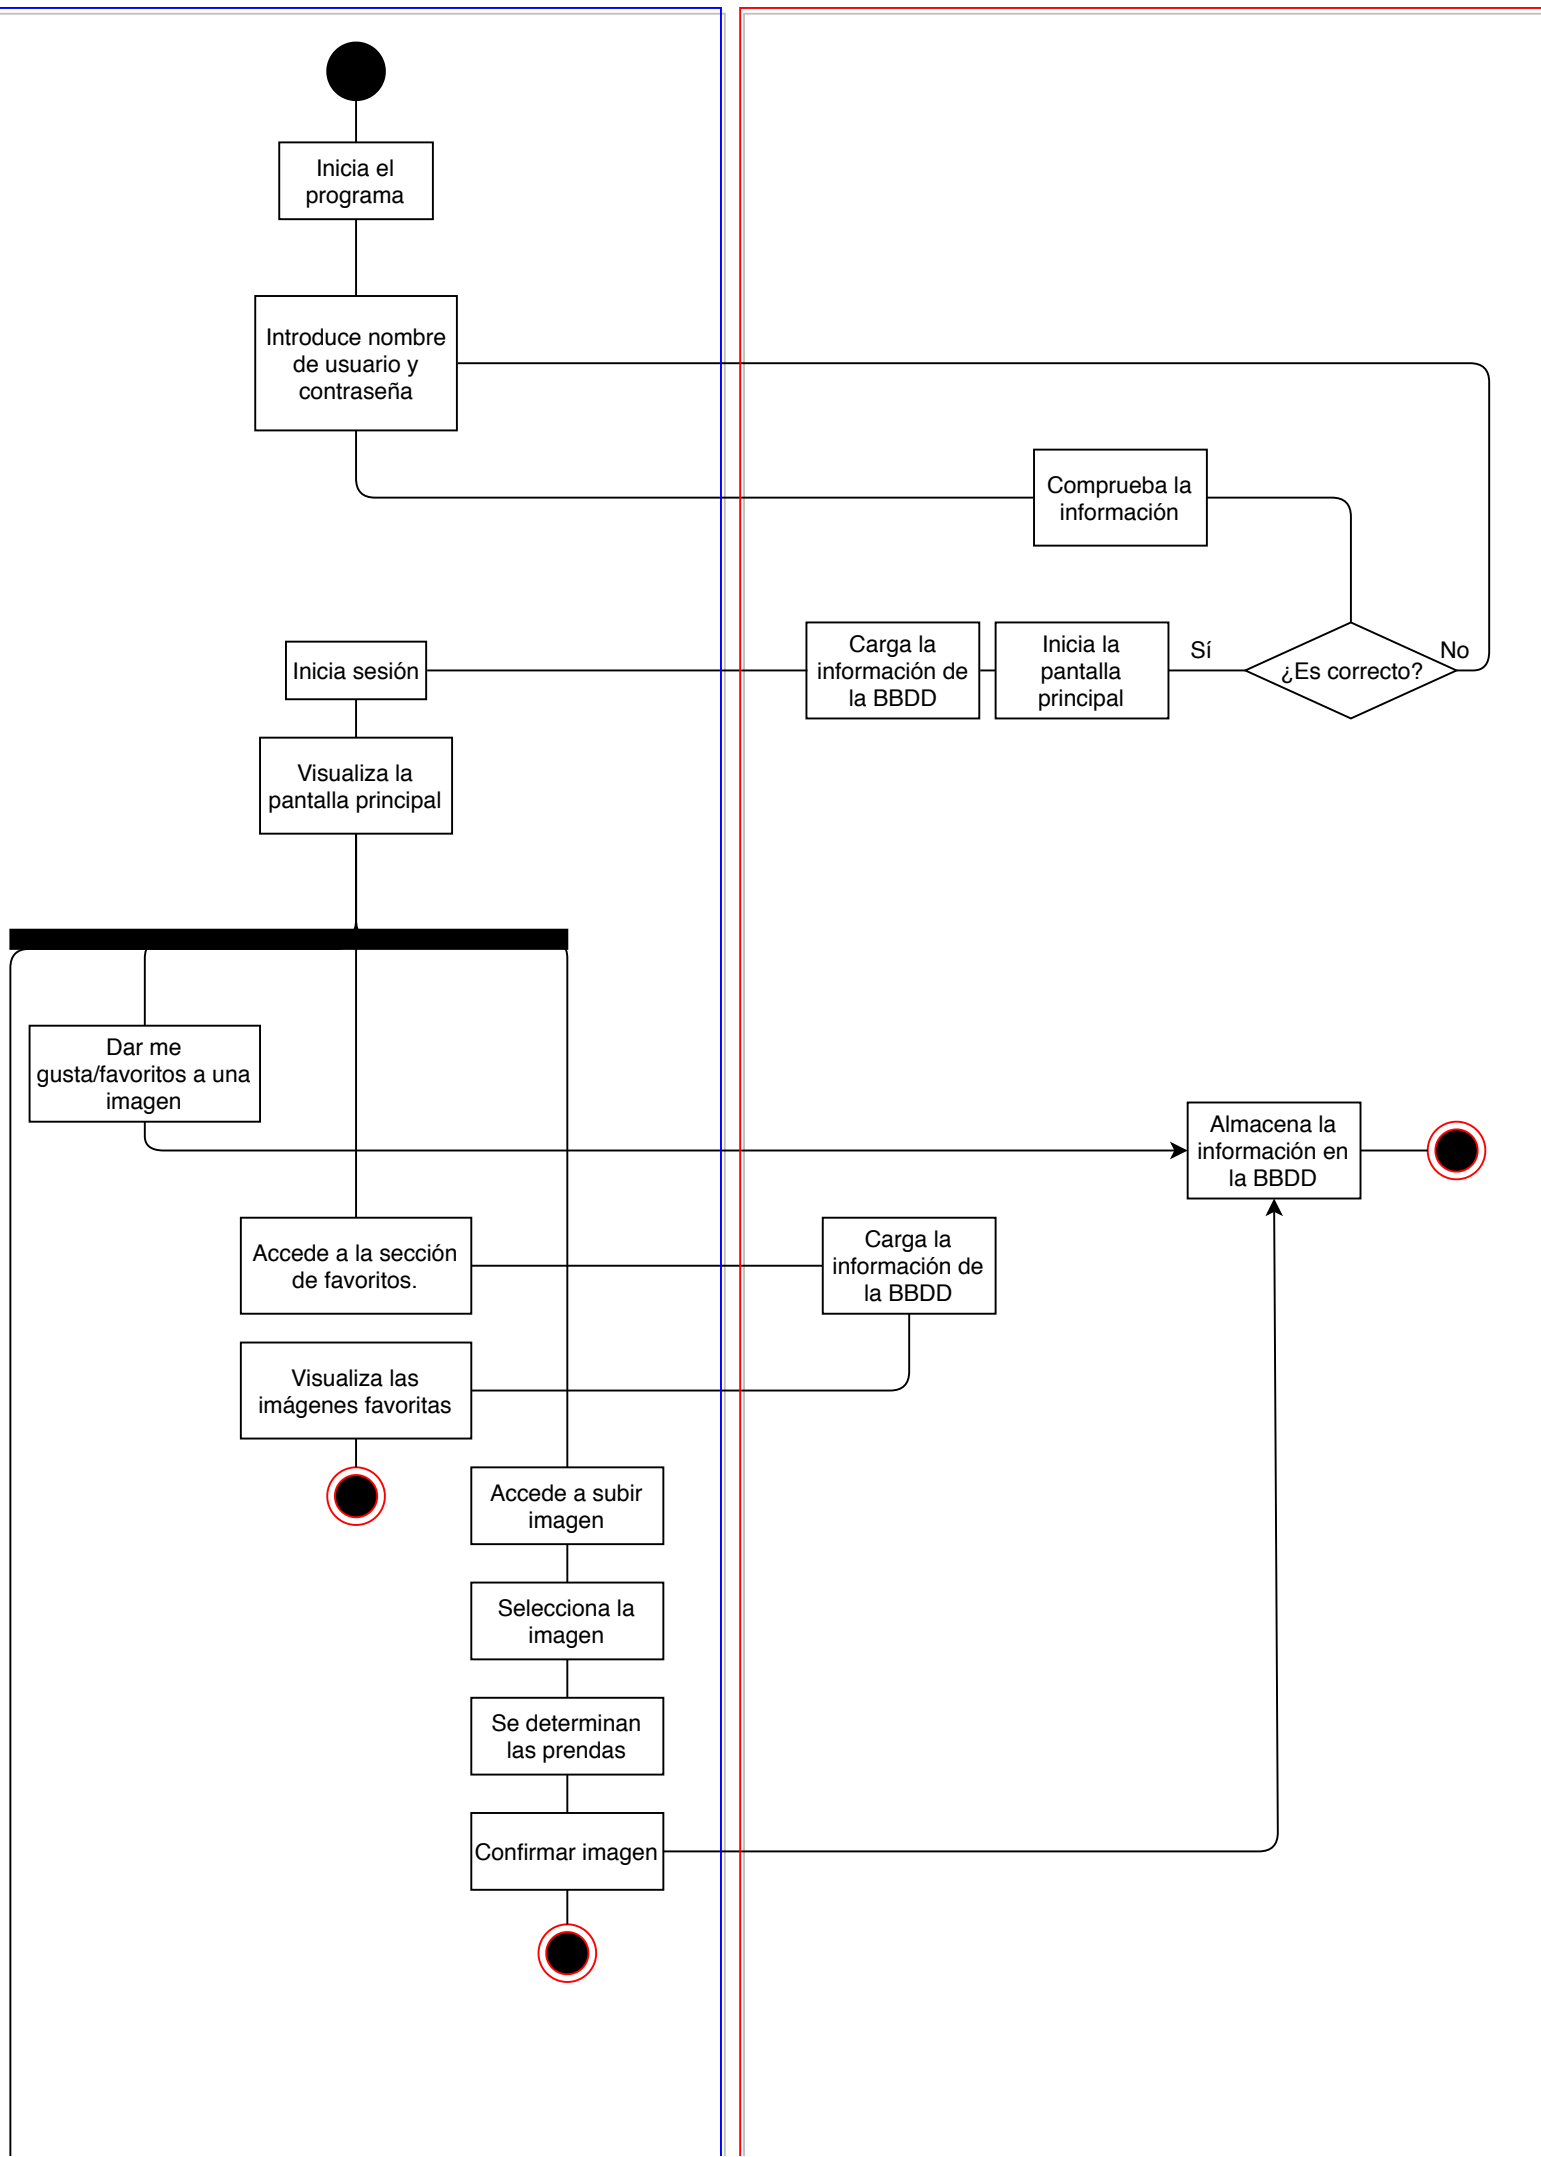 Inicia el
programa
Introduce nombre
de usuario y
contraseña
Comprueba la
información
¿Es correcto?
No
Sí
Inicia la
pantalla
principal
Carga la
información de
la BBDD
Inicia sesión
Visualiza la
pantalla principal
Dar me
gusta/favoritos a una
imagen
Almacena la
información en
la BBDD
Accede a la sección
de favoritos.
Carga la
información de
la BBDD
Visualiza las
imágenes favoritas
Accede a subir
imagen
Selecciona la
imagen
Se determinan
las prendas
Confirmar imagen